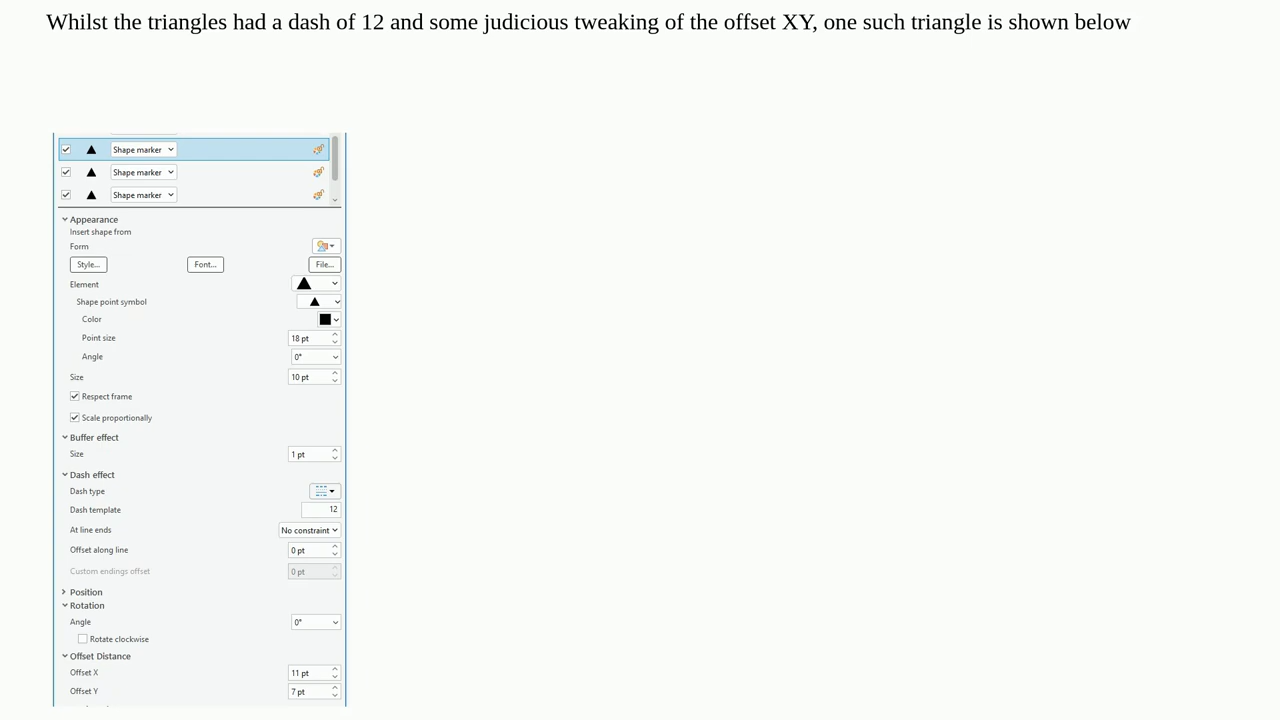 Whilst the triangles had a dash of 12 and some judicious tweaking of the offset XY, one such triangle is shown below
Shape marker
Shape marker
Shape marker
Appearance
Insert shape from
Form
Style... Font... File...
Element
Shape point symbol
Color
Point size 18 pt
Angle 0°
Size 10 pt
Respect frame
Scale proportionally
Buffer effect
Size 1 pt
Dash effect
Dash type
Dash template 12
At line ends No constraint
Offset along line 0 pt
Custom endings offset 0 pt
Position
Rotation
Angle 0°
Rotate clockwise
Offset Distance
Offset X 11 pt
Offset Y 7 pt